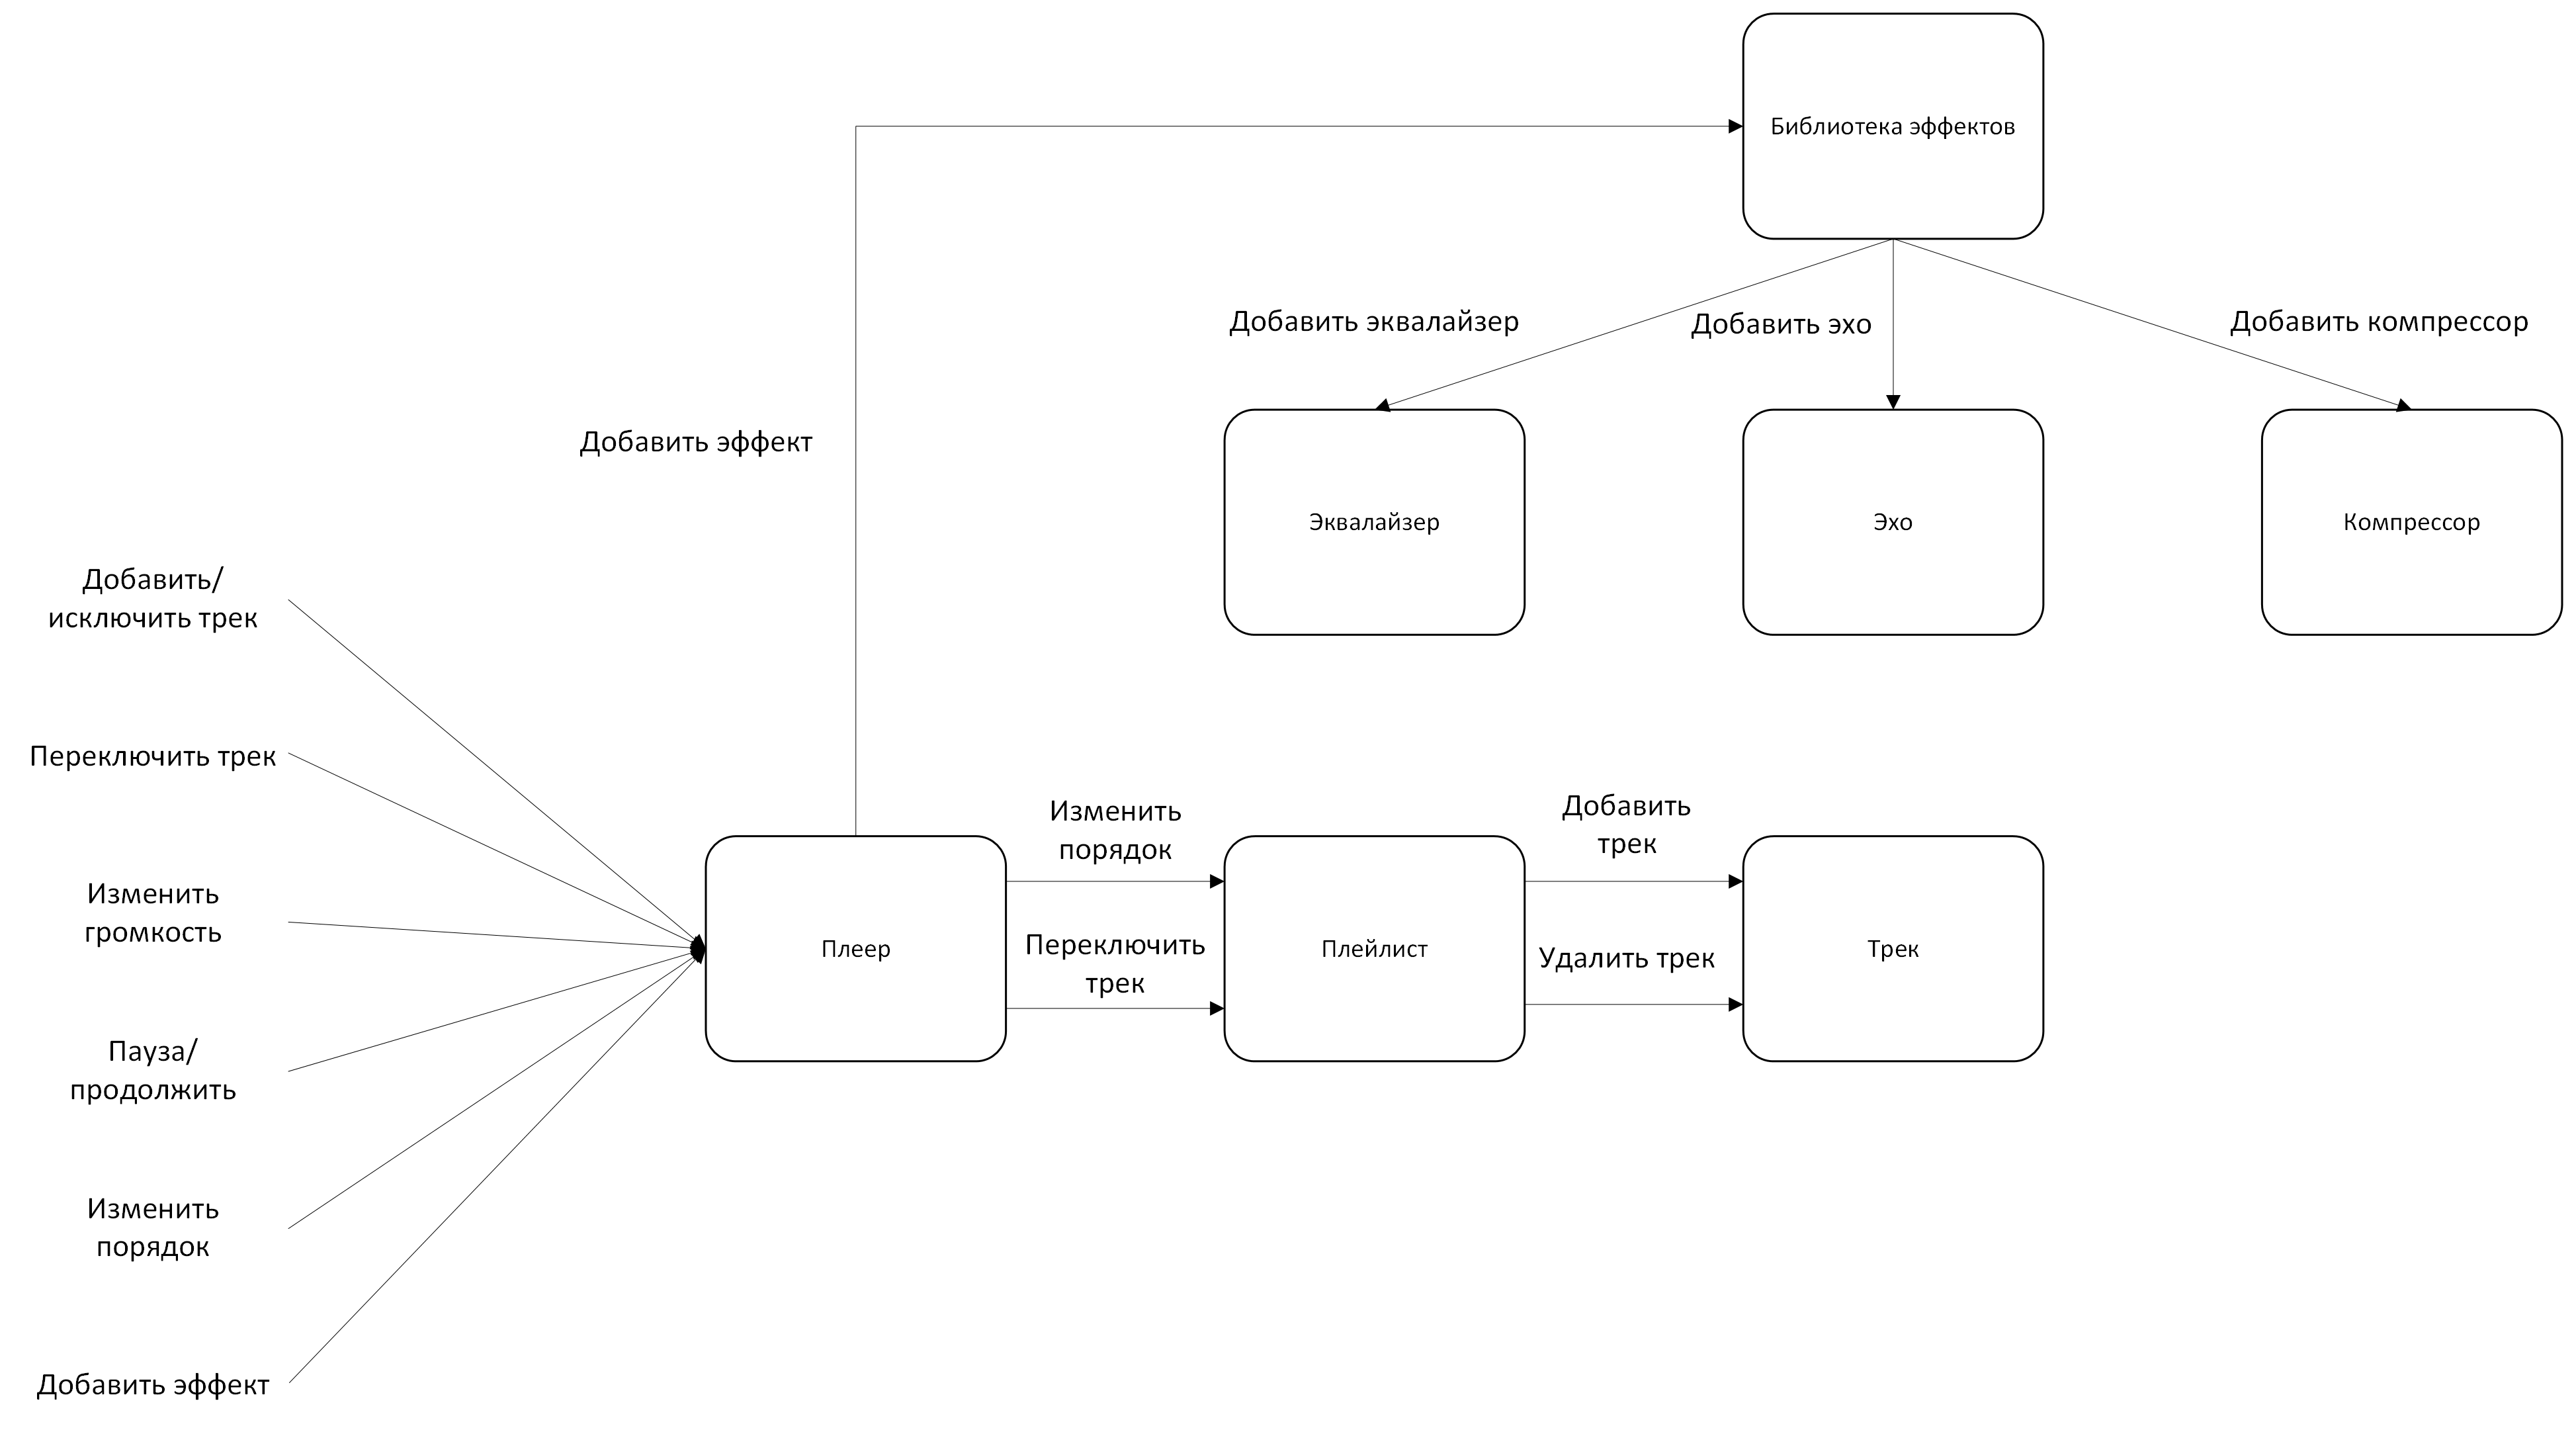 Библиотека эффектов
Добавить эквалайзер
Добавить эхо
Добавить компрессор
Добавить эффект
Эквалайзер
Эхо
Компрессор
Добавить/
исключить трек
Переключить трек
Изменить
громкость
Пауза/
продолжить
Изменить
порядок
Добавить эффект
Плеер
Изменить
порядок
Переключить
трек
Плейлист
Добавить
трек
Удалить трек
Трек